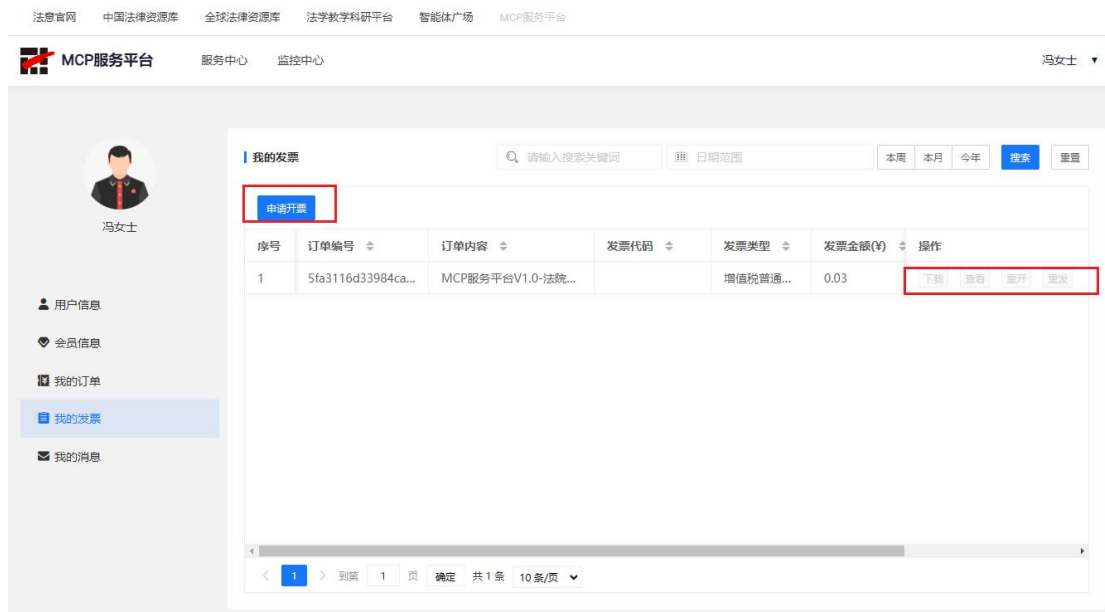 法意官网 中国法律资源库 全球法律资源库 法学教学科研平台 智能体广场 MCP服务平台
MCP服务平台 服务中心 监控中心 冯女士
我的发票 请输入搜索关键词 日期范围 本周 本月 今年 搜索 重置
申请开票
冯女士
序号 订单编号 订单内容 发票代码 发票类型 发票金额(¥) 操作
1 5fa3116d33984ca... MCP服务平台V1.0-法院... 增值税普通... 0.03 下载 查看 重开 重发
用户信息
会员信息
我的订单
我的发票
我的消息
1 到第 1 页 确定 共 1 条 10 条/页